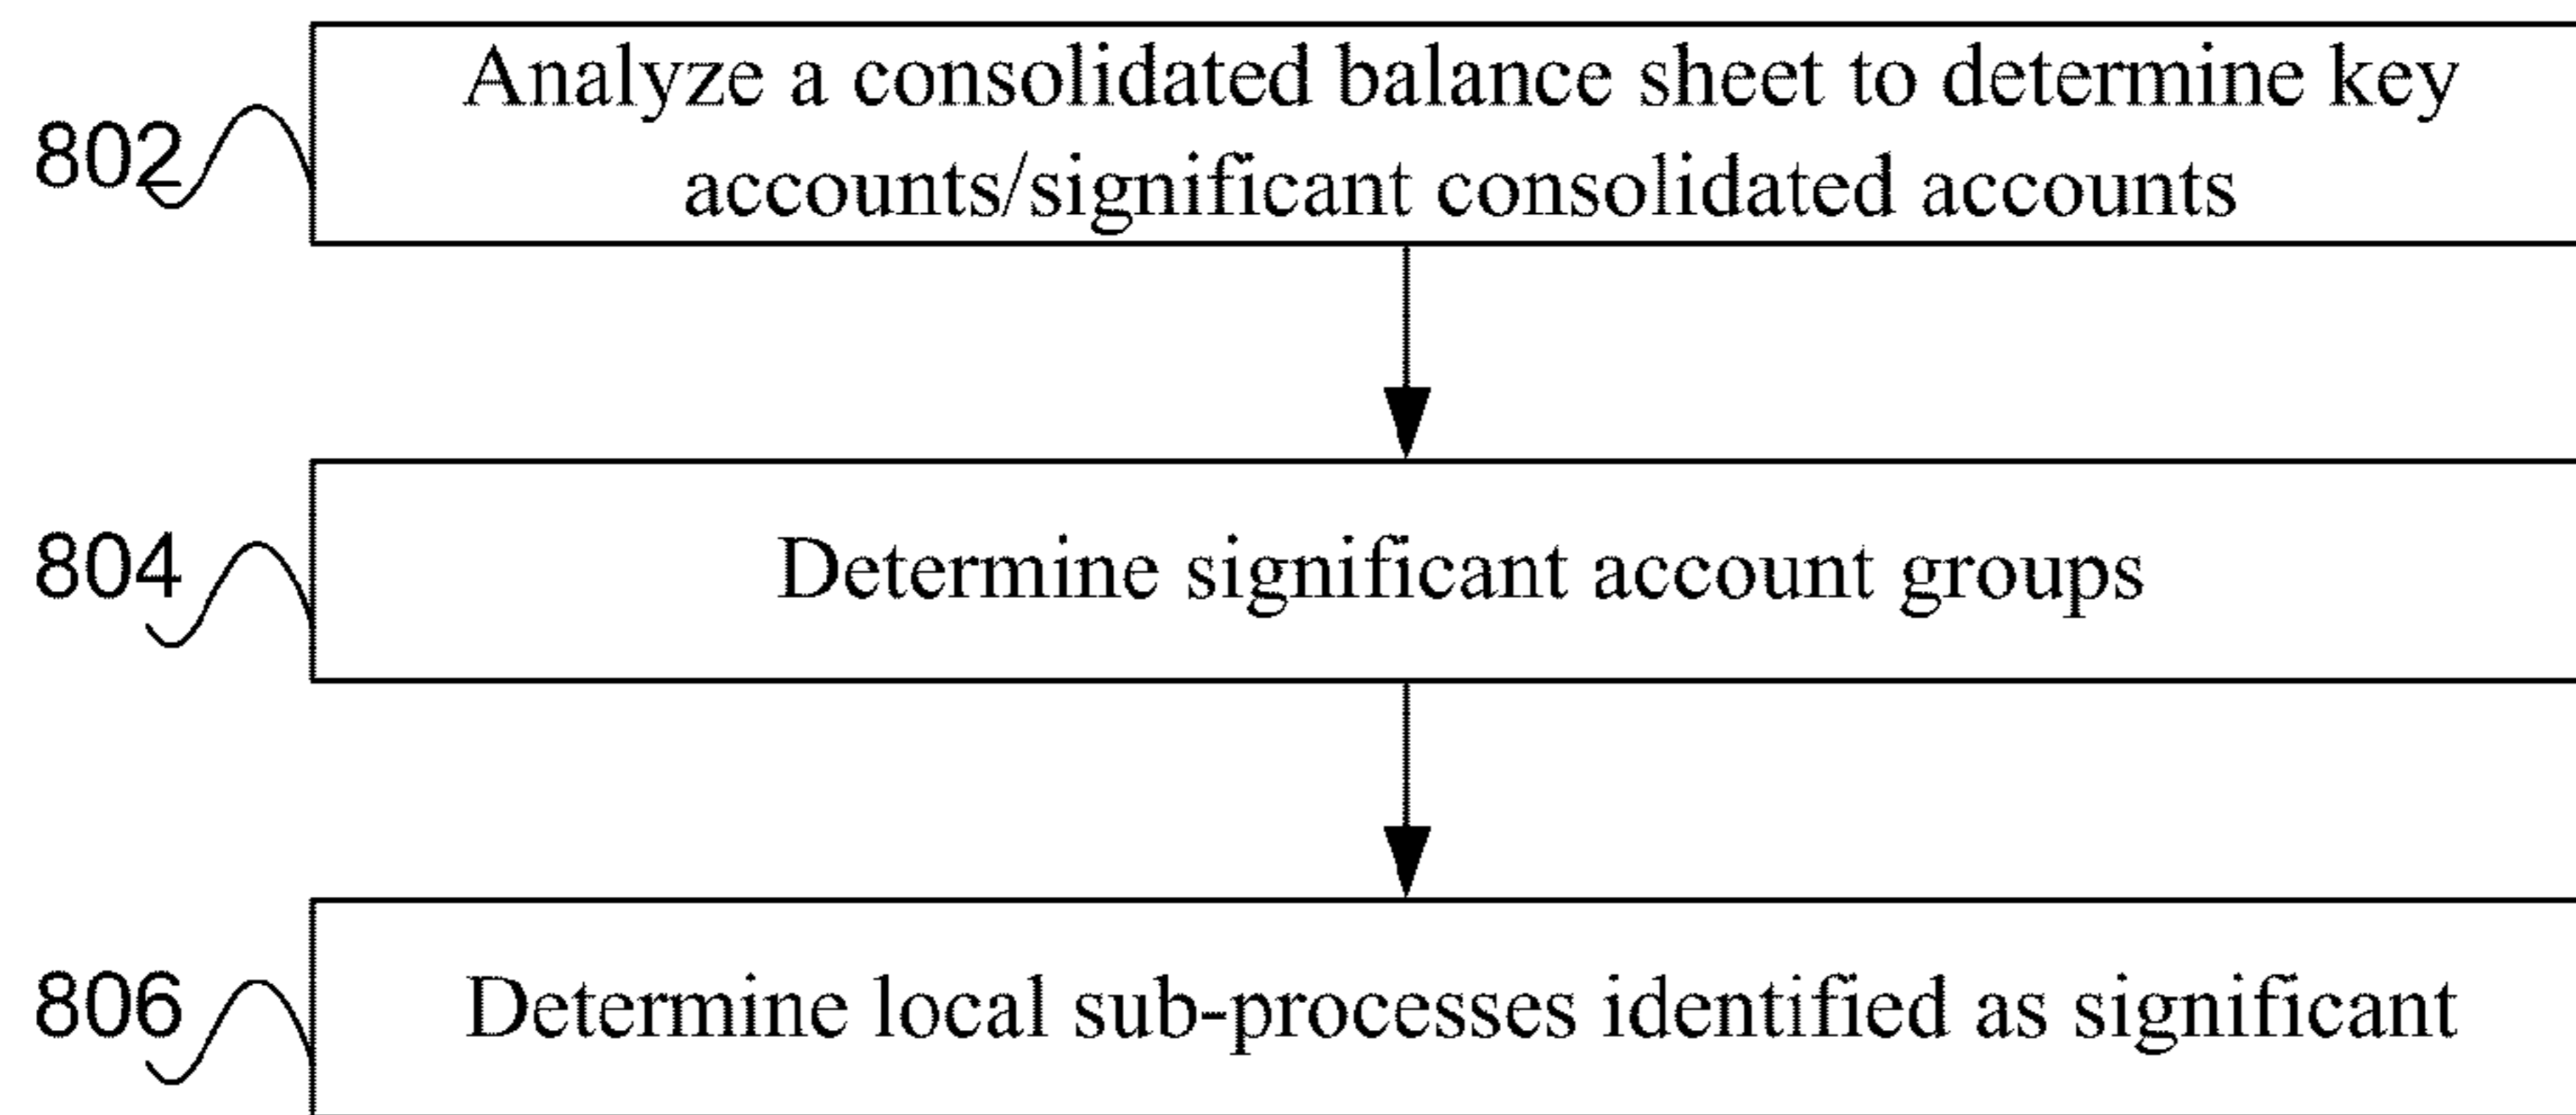 802
Analyze a consolidated balance sheet to determine key
accounts/significant consolidated accounts
804
Determine significant account groups
806
Determine local sub-processes identified as significant